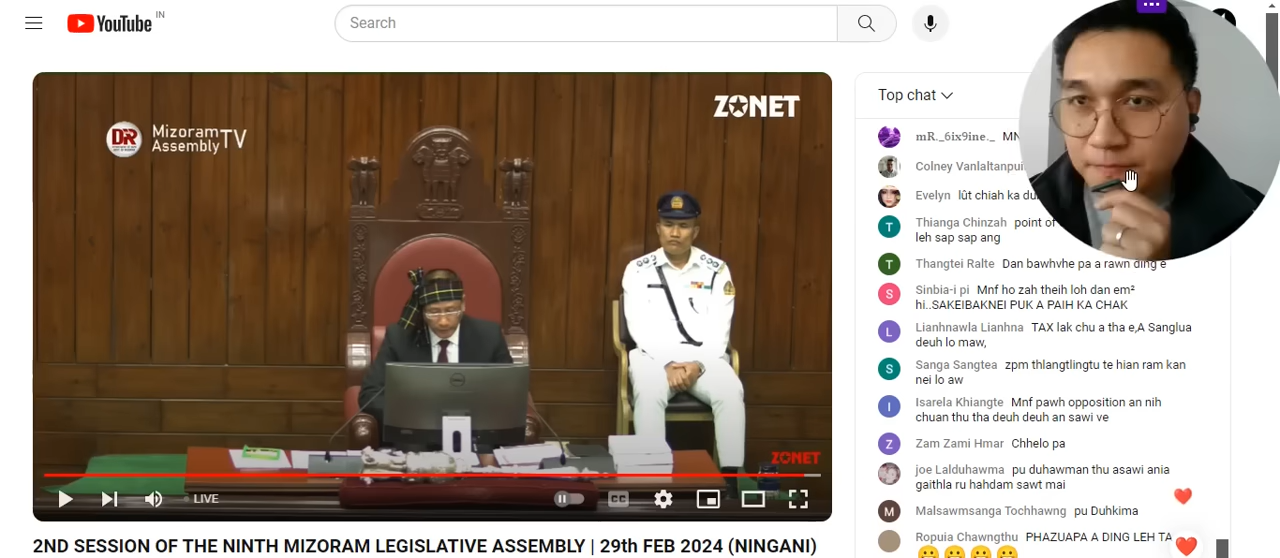 YouTube IN
Search
ZONET
DR Mizoram
Assembly TV
ZONET
LIVE
CC
2ND SESSION OF THE NINTH MIZORAM LEGISLATIVE ASSEMBLY | 29th FEB 2024 (NINGANI)
Top chat
mR._6ix9ine._
Colney Vanlaltanpui
Evelyn lût chiah ka
Thianga Chinzah point
leh sap sap ang
Thangtei Ralte Dan bawhvhe pa a rawn ding e
Sinbia-i pi Mnf ho zah theih loh dan em²
hi..SAKEIBAKNEI PUK A PAIH KA CHAK
Lianhnawla Lianhna TAX lak chu a tha e,A Sanglua
deuh lo maw,
Sanga Sangtea zpm thlangtlingtu te hian ram kan
nei lo aw
Isarela Khiangte Mnf pawh opposition an nih
chuan thu tha deuh deuh an sawi ve
Zam Zami Hmar Chhelo pa
joe Lalduhawma pu duhawman thu asawi ania
gaithla ru hahdam sawt mai
Malsawmsanga Tochhawng pu Duhkima
Ropuia Chawngthu PHAZUAPA A DING LEH TA